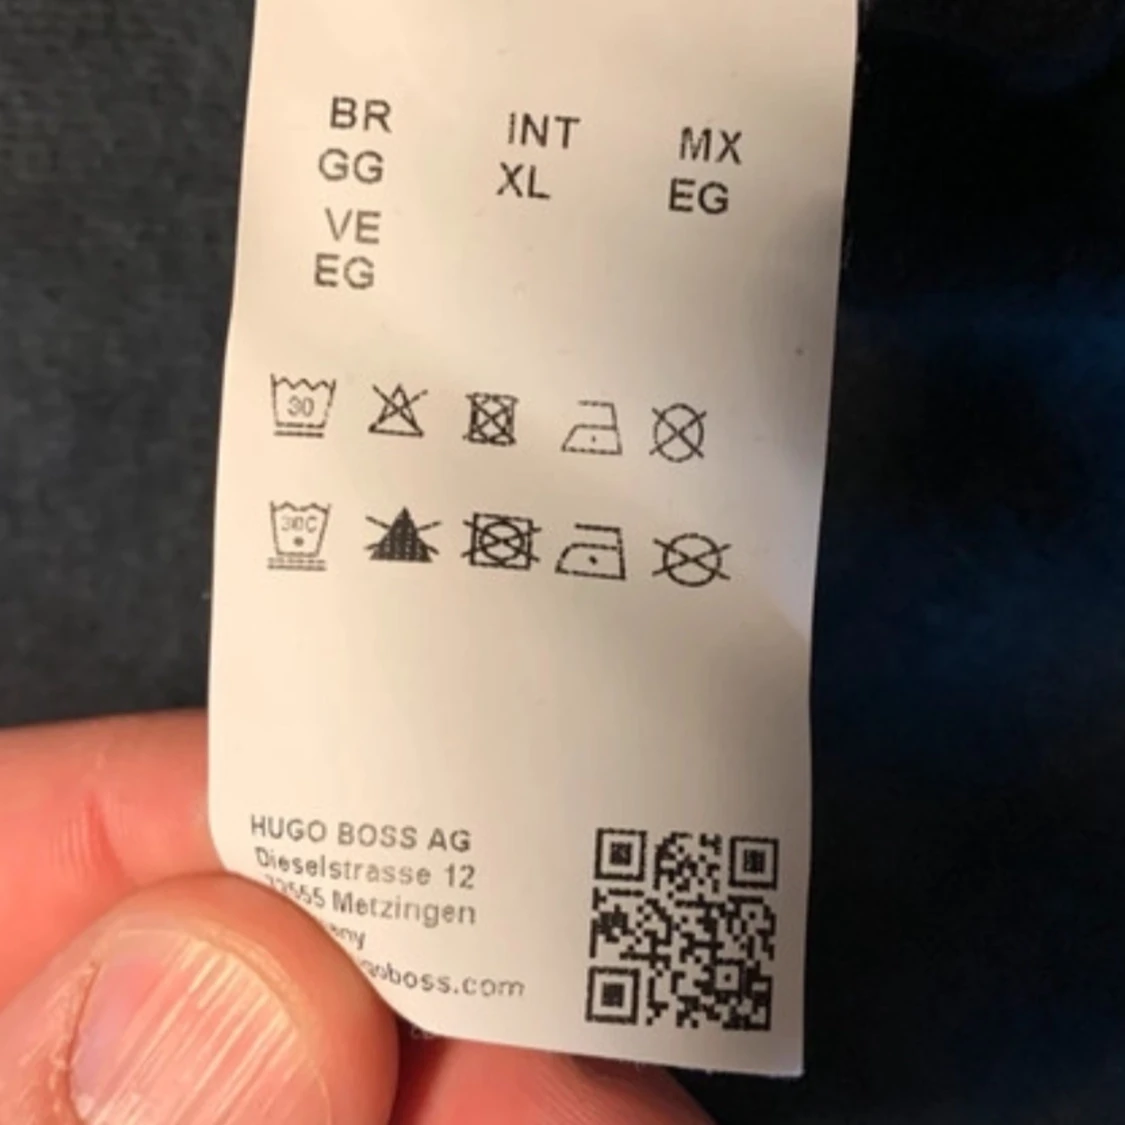 BR INT MX
GG XL EG
VE
EG
30
30C
HUGO BOSS AG
Dieselstrasse 12
Metzingen